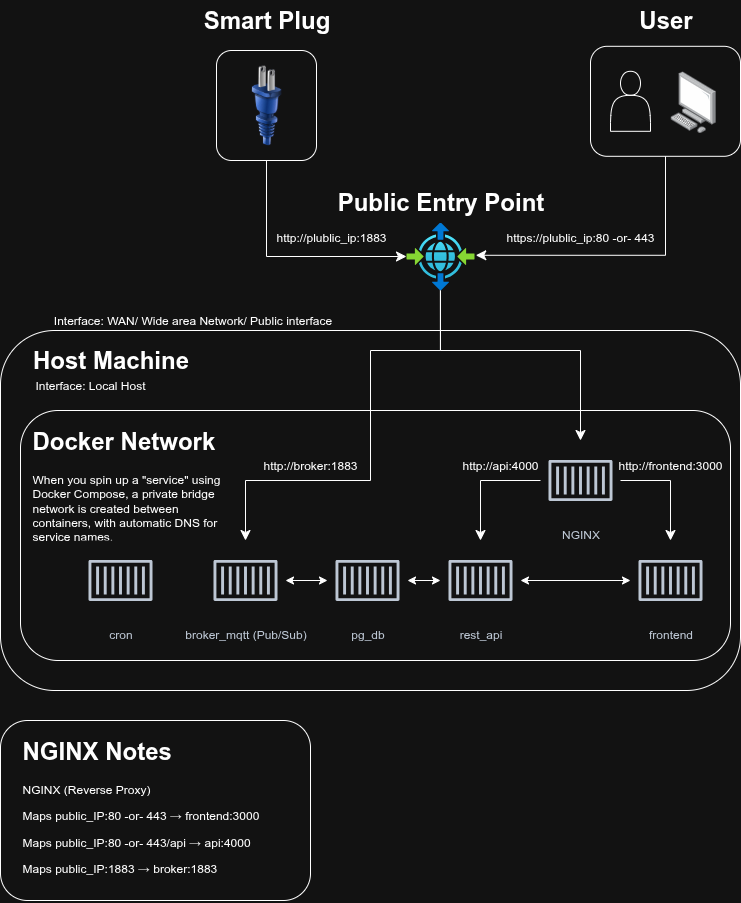 Smart Plug
User
Public Entry Point
http://plublic_ip:1883
https://plublic_ip:80 -or- 443
Interface: WAN/ Wide area Network/ Public interface
Host Machine
Interface: Local Host
Docker Network
When you spin up a "service" using
Docker Compose, a private bridge
network is created between
containers, with automatic DNS for
service names.
http://broker:1883
http://api:4000
http://frontend:3000
NGINX
cron
broker_mqtt (Pub/Sub)
pg_db
rest_api
frontend
NGINX Notes
NGINX (Reverse Proxy)
Maps public_IP:80 -or- 443 → frontend:3000
Maps public_IP:80 -or- 443/api → api:4000
Maps public_IP:1883 → broker:1883